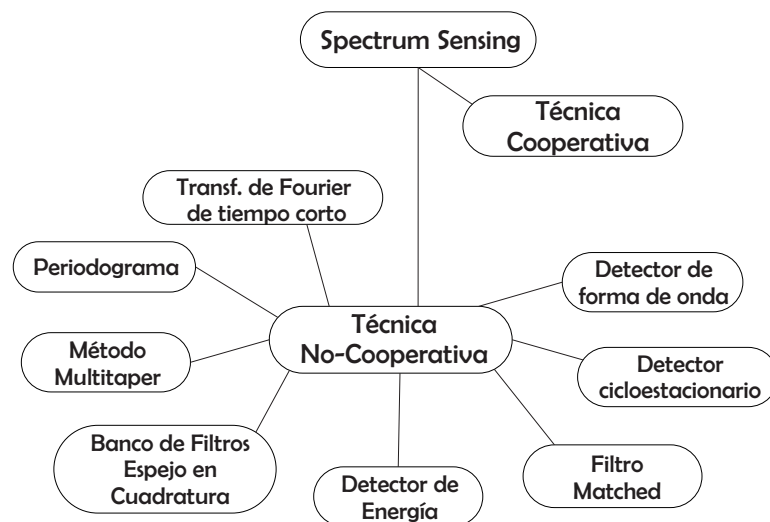 Spectrum Sensing
Técnica
Cooperativa
Transf. de Fourier
de tiempo corto
Periodograma
Detector de
forma de onda
Técnica
No-Cooperativa
Método
Multitaper
Detector
cicloestacionario
Banco de Filtros
Espejo en
Cuadratura
Detector de
Energía
Filtro
Matched